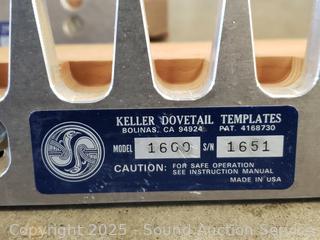 KELLER DOVETAIL TEMPLATES
BOLINAS, CA 94924 PAT. 4168730
MODEL 1600 S/N 1651
CAUTION: FOR SAFE OPERATION
SEE INSTRUCTION MANUAL
MADE IN USA
Copyright 2025 - Sound Auction Service